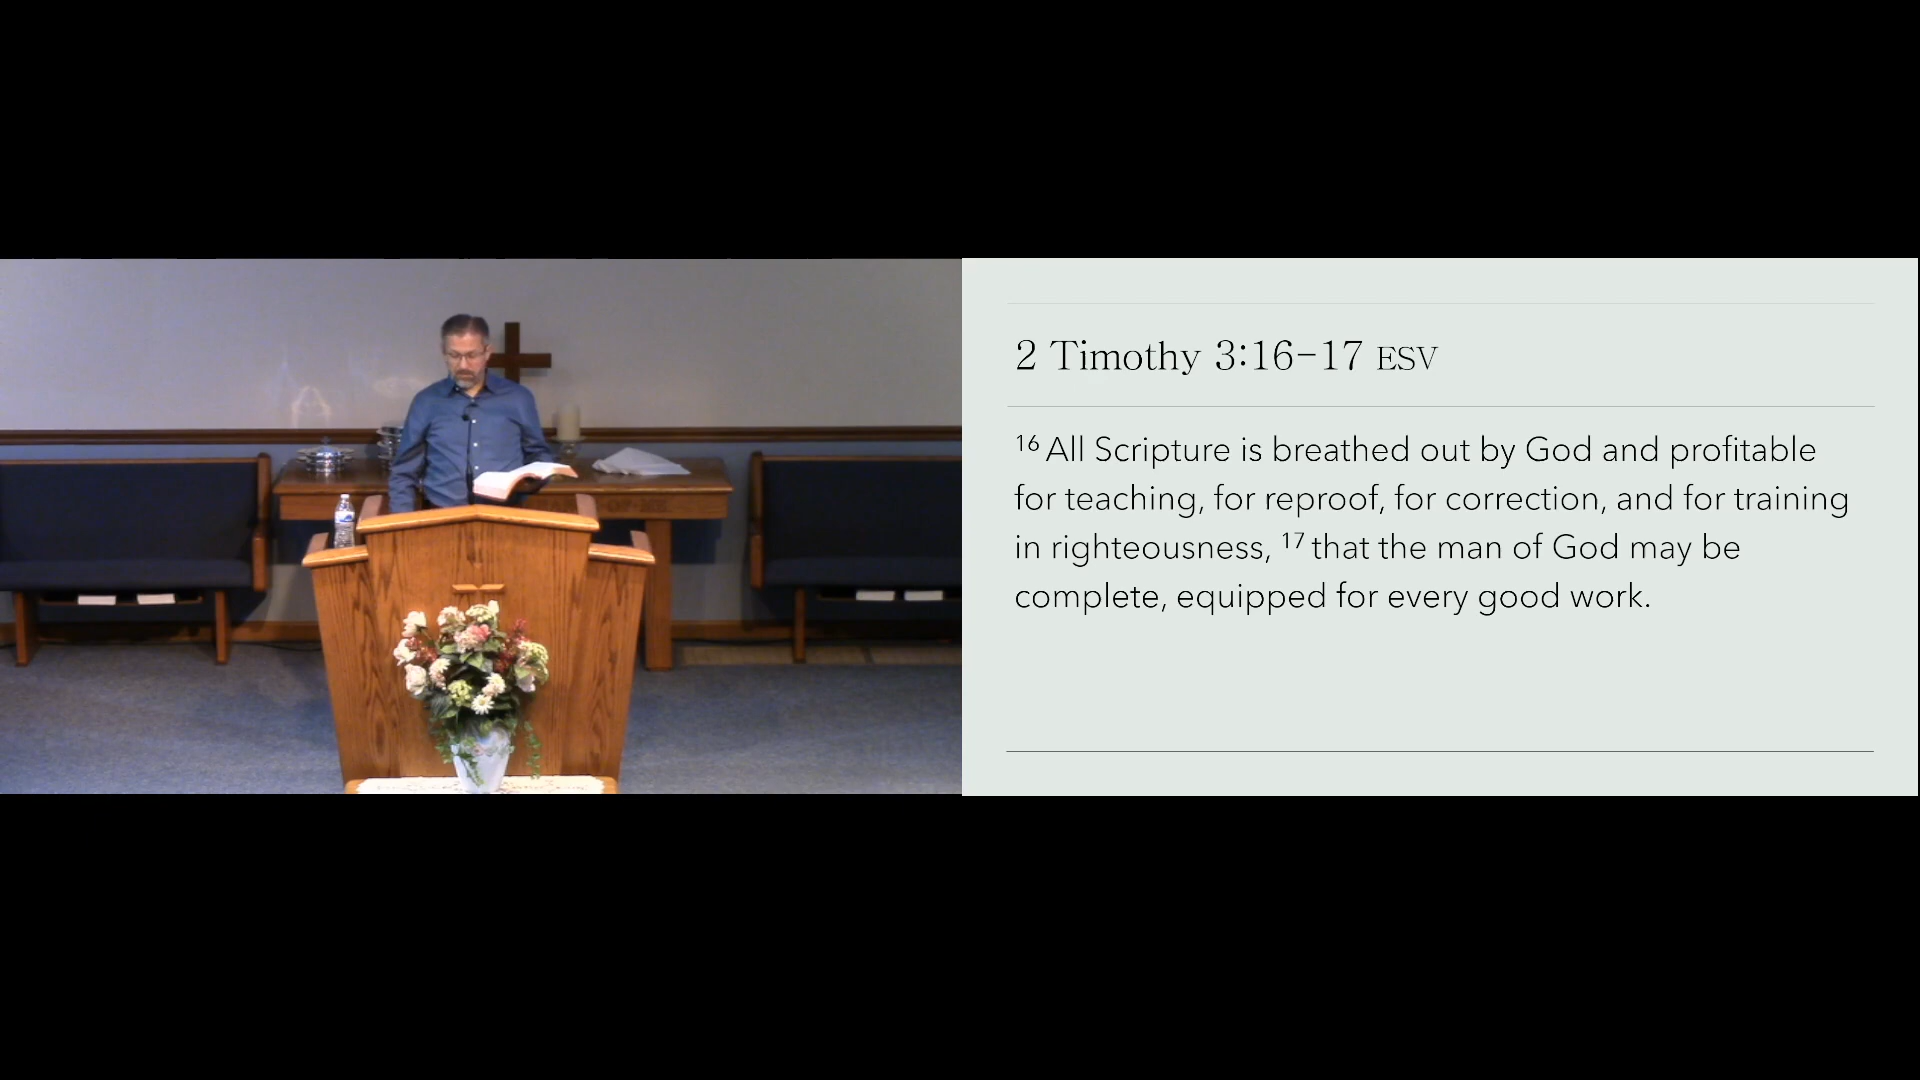 2 Timothy 3:16-17 ESV
16 All Scripture is breathed out by God and profitable
for teaching, for reproof, for correction, and for training
in righteousness, 17 that the man of God may be
complete, equipped for every good work.